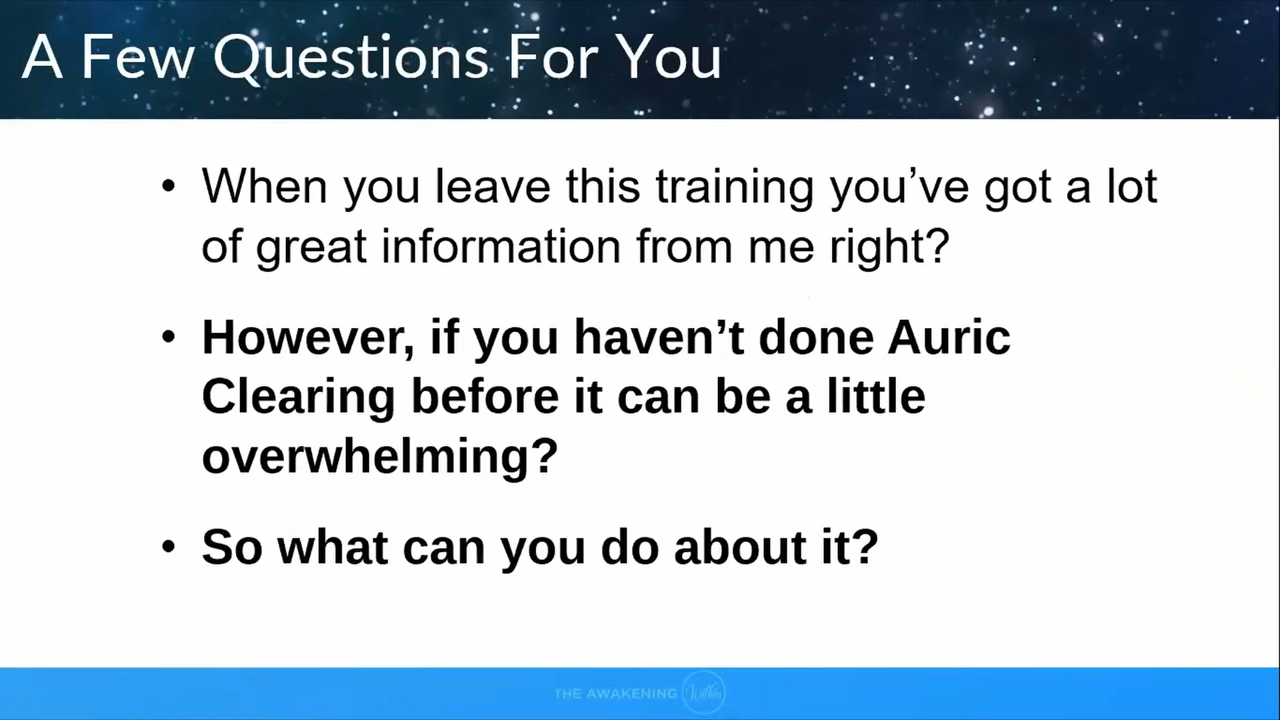 A Few Questions For You
• When you leave this training you’ve got a lot
of great information from me right?
• However, if you haven’t done Auric
Clearing before it can be a little
overwhelming?
• So what can you do about it?
THE AWAKENING Within